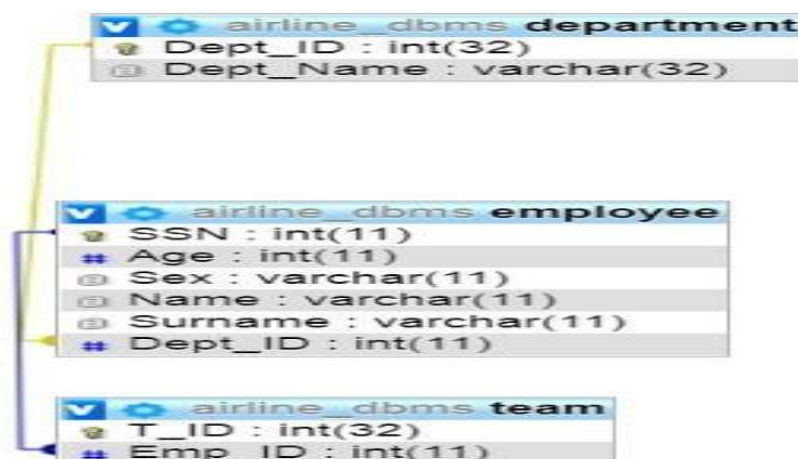 airline_dbms department
Dept_ID : int(32)
Dept_Name : varchar(32)
airline_dbms employee
SSN : int(11)
# Age : int(11)
Sex : varchar(11)
Name : varchar(11)
Surname : varchar(11)
# Dept_ID : int(11)
airline_dbms team
T_ID : int(32)
# Emp_ID : int(11)